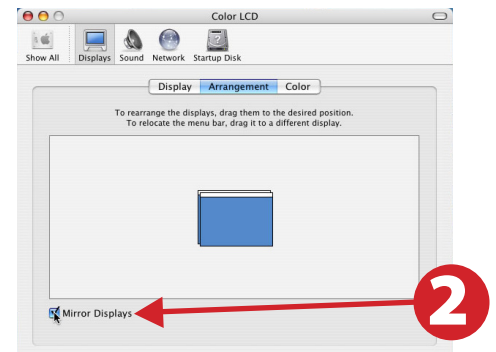 Color LCD
Show All Displays Sound Network Startup Disk
Display Arrangement Color
To rearrange the displays, drag them to the desired position.
To relocate the menu bar, drag it to a different display.
Mirror Displays
2